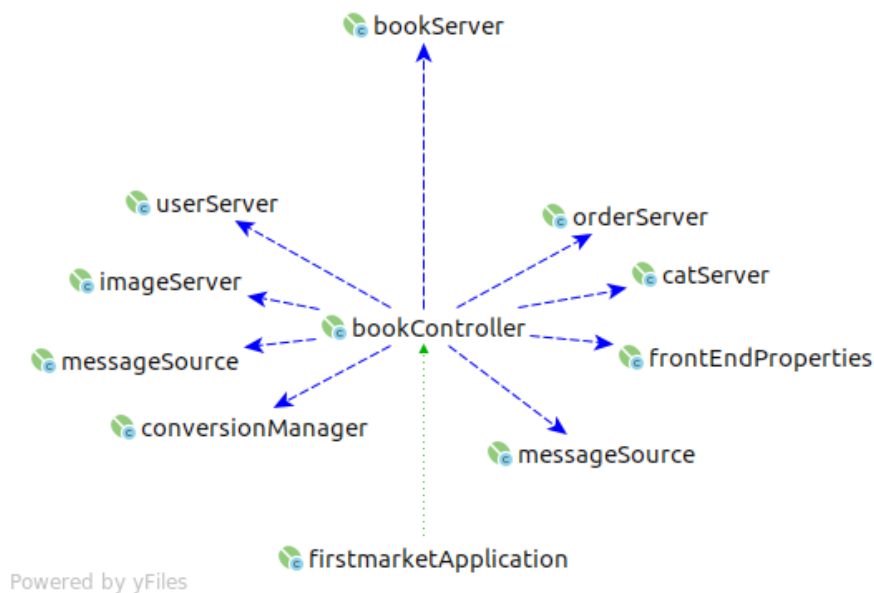 bookServer
userServer
orderServer
catServer
imageServer
bookController
messageSource
frontEndProperties
conversionManager
messageSource
firstmarketApplication
Powered by yFiles